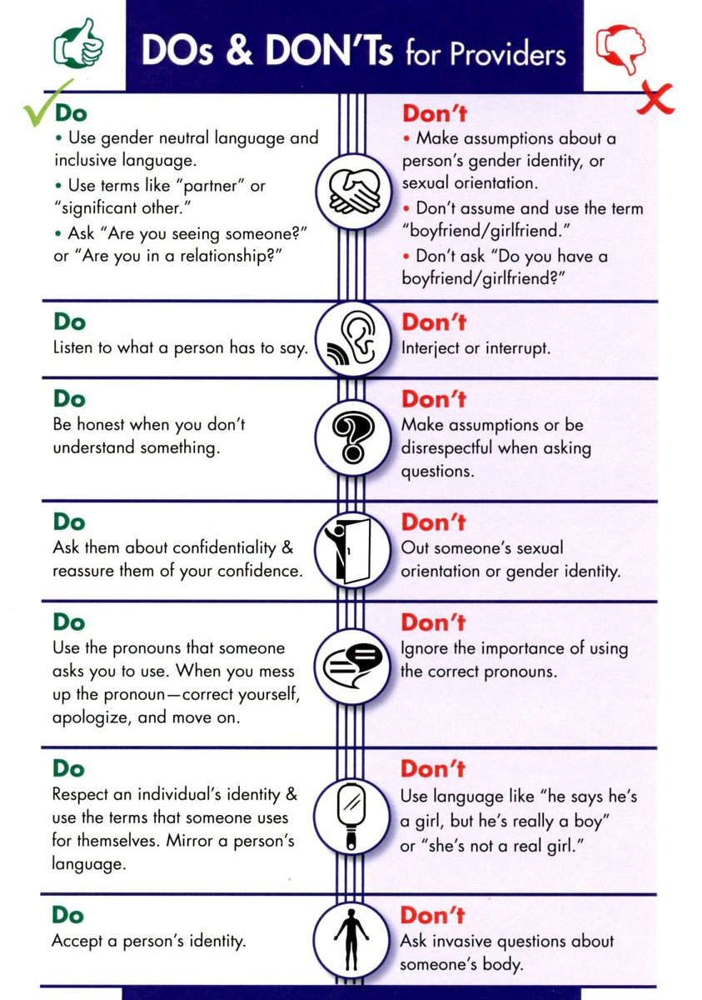 DOs & DON'Ts for Providers
Do
• Use gender neutral language and
inclusive language.
• Use terms like “partner” or
“significant other.”
• Ask “Are you seeing someone?”
or “Are you in a relationship?”
Don't
• Make assumptions about a
person's gender identity, or
sexual orientation.
• Don't assume and use the term
“boyfriend/girlfriend.”
• Don't ask “Do you have a
boyfriend/girlfriend?”
Do
Listen to what a person has to say.
Don't
Interject or interrupt.
Do
Be honest when you don't
understand something.
Don't
Make assumptions or be
disrespectful when asking
questions.
Do
Ask them about confidentiality &
reassure them of your confidence.
Don't
Out someone's sexual
orientation or gender identity.
Do
Use the pronouns that someone
asks you to use. When you mess
up the pronoun—correct yourself,
apologize, and move on.
Don't
Ignore the importance of using
the correct pronouns.
Do
Respect an individual's identity &
use the terms that someone uses
for themselves. Mirror a person's
language.
Don't
Use language like “he says he's
a girl, but he's really a boy”
or “she's not a real girl.”
Do
Accept a person's identity.
Don't
Ask invasive questions about
someone's body.